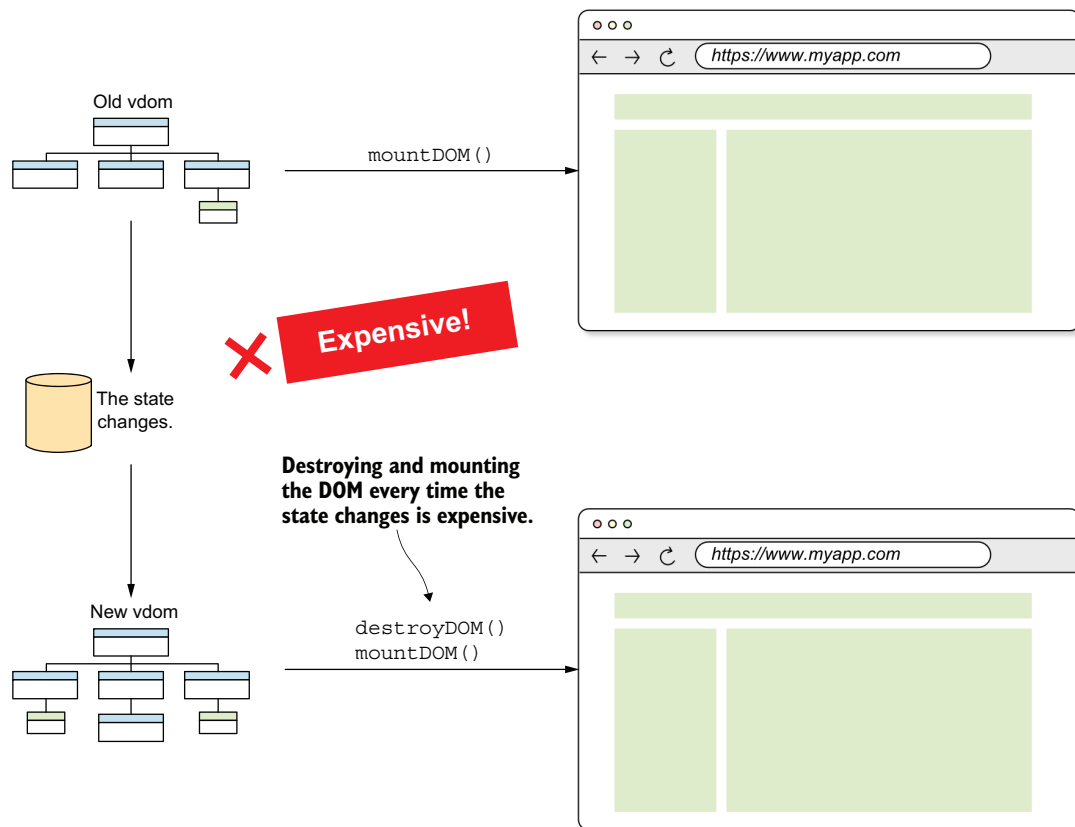 https://www.myapp.com
Old vdom
mountDOM()
Expensive!
The state
changes.
Destroying and mounting
the DOM every time the
state changes is expensive.
https://www.myapp.com
New vdom
destroyDOM()
mountDOM()